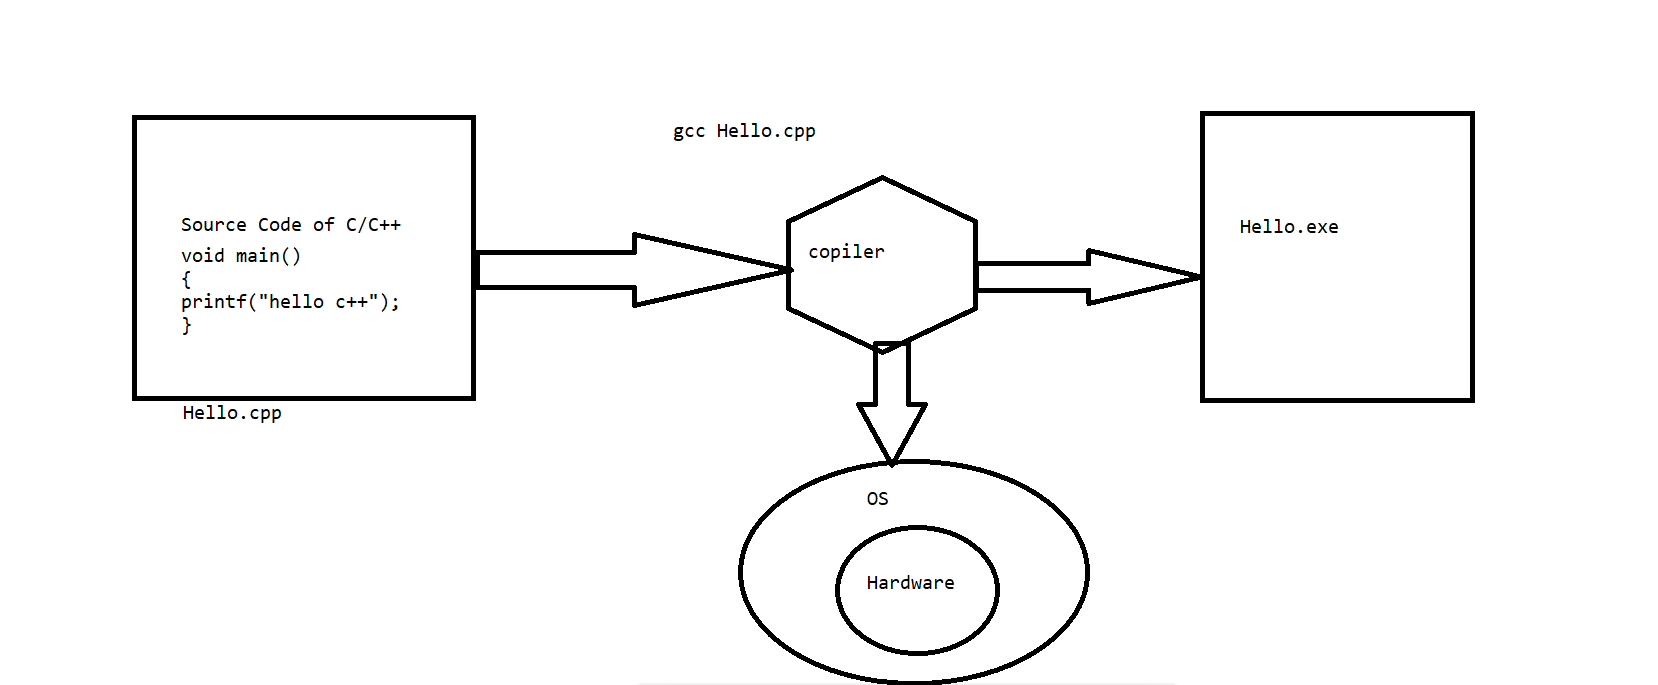 gcc Hello.cpp
Source Code of C/C++
void main()
{
printf("hello c++");
}
Hello.cpp
copiler
Hello.exe
OS
Hardware